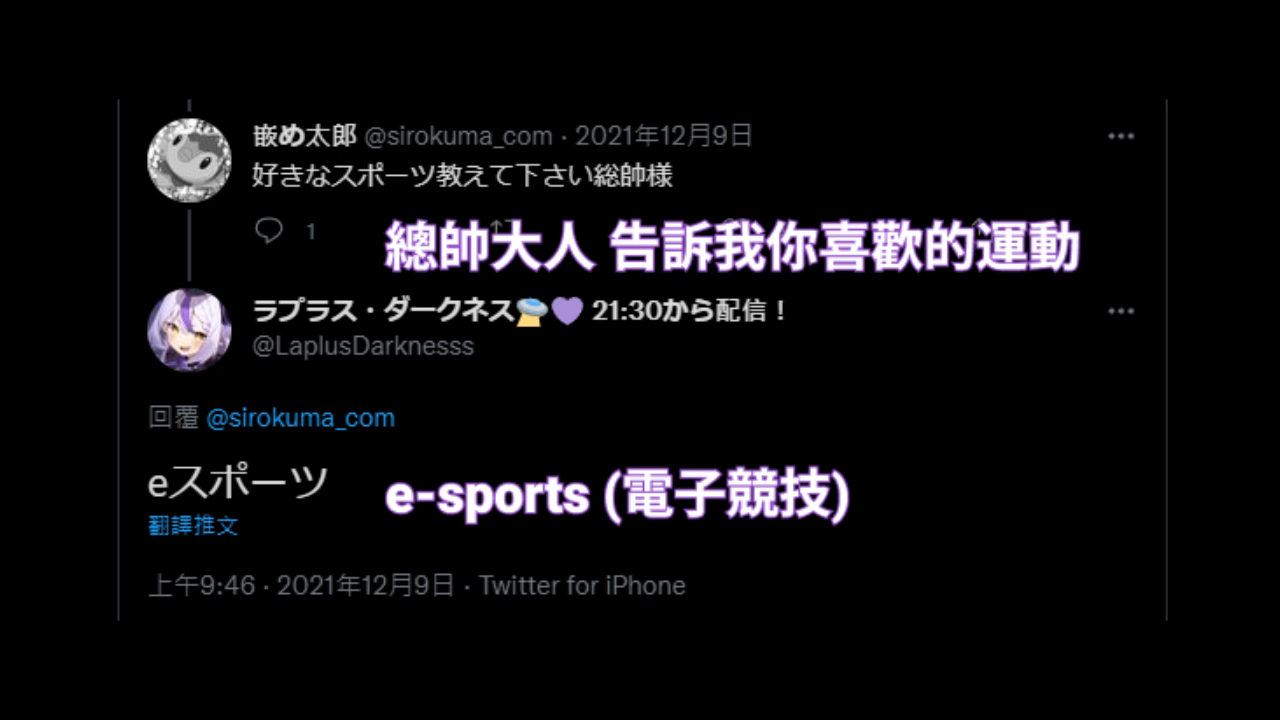 嵌め太郎 @sirokuma_com · 2021年12月9日
好きなスポーツ教えて下さい総帥様
1
總帥大人 告訴我你喜歡的運動
ラプラス・ダークネス🛸💜 21:30から配信！
@LaplusDarknesss
回覆 @sirokuma_com
eスポーツ
e-sports (電子競技)
翻譯推文
上午9:46 · 2021年12月9日 · Twitter for iPhone